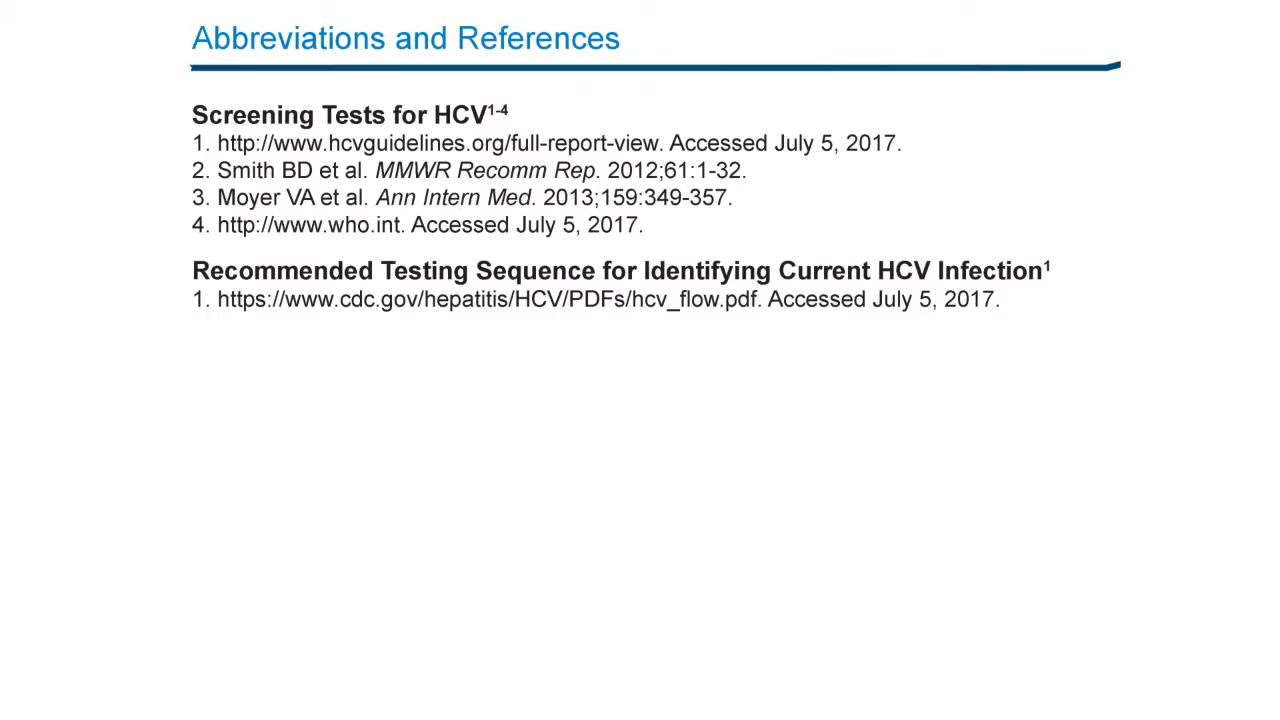 Abbreviations and References
Screening Tests for HCV1-4
1. http://www.hcvguidelines.org/full-report-view. Accessed July 5, 2017.
2. Smith BD et al. MMWR Recomm Rep. 2012;61:1-32.
3. Moyer VA et al. Ann Intern Med. 2013;159:349-357.
4. http://www.who.int. Accessed July 5, 2017.
Recommended Testing Sequence for Identifying Current HCV Infection1
1. https://www.cdc.gov/hepatitis/HCV/PDFs/hcv_flow.pdf. Accessed July 5, 2017.